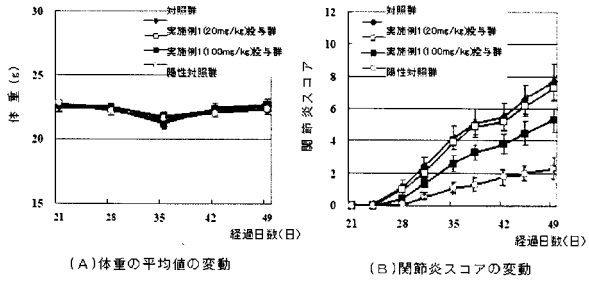 (A)
対照群
実施例1(20mg/kg)投与群
実施例1(100mg/kg)投与群
陽性対照群
体重(g)
30
25
20
15
21 28 35 42 49
経過日数(日)
(A)体重の平均値の変動
(B)
対照群
実施例1(20mg/kg)投与群
実施例1(100mg/kg)投与群
陽性対照群
関節炎スコア
12
10
8
6
4
2
0
21 28 35 42 49
経過日数(日)
(B)関節炎スコアの変動